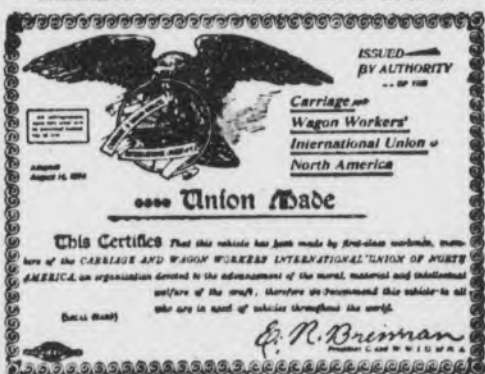 ISSUED
BY AUTHORITY
OF THE
Carriage AND
Wagon Workers'
International Union of
North America
Adopted
August 14, 1894
Union Made
This Certifies That this vehicle has been made by first-class workmen, mem-
bers of the CARRIAGE AND WAGON WORKERS INTERNATIONAL UNION OF NORTH
AMERICA, an organization devoted to the advancement of the moral, material and intellectual
welfare of the craft; therefore we recommend this vehicle to all
who are in need of vehicles throughout the world.
E. R. Brennan
President